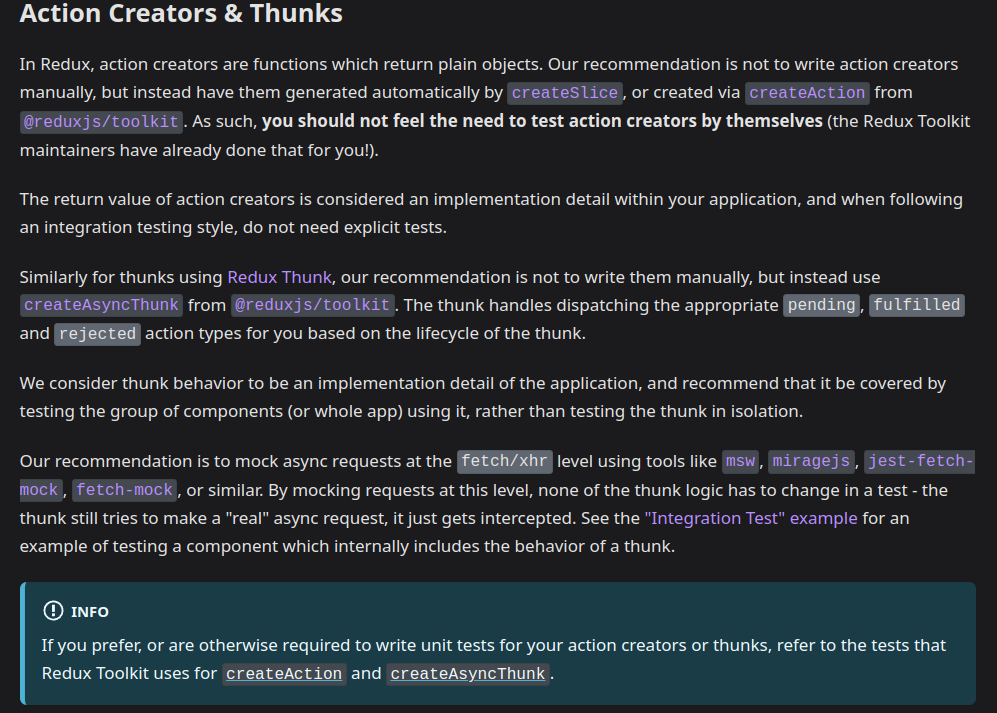 Action Creators & Thunks
In Redux, action creators are functions which return plain objects. Our recommendation is not to write action creators
manually, but instead have them generated automatically by createSlice, or created via createAction from
@reduxjs/toolkit. As such, you should not feel the need to test action creators by themselves (the Redux Toolkit
maintainers have already done that for you!).
The return value of action creators is considered an implementation detail within your application, and when following
an integration testing style, do not need explicit tests.
Similarly for thunks using Redux Thunk, our recommendation is not to write them manually, but instead use
createAsyncThunk from @reduxjs/toolkit. The thunk handles dispatching the appropriate pending, fulfilled
and rejected action types for you based on the lifecycle of the thunk.
We consider thunk behavior to be an implementation detail of the application, and recommend that it be covered by
testing the group of components (or whole app) using it, rather than testing the thunk in isolation.
Our recommendation is to mock async requests at the fetch/xhr level using tools like msw, miragejs, jest-fetch-
mock, fetch-mock, or similar. By mocking requests at this level, none of the thunk logic has to change in a test - the
thunk still tries to make a "real" async request, it just gets intercepted. See the "Integration Test" example for an
example of testing a component which internally includes the behavior of a thunk.
INFO
If you prefer, or are otherwise required to write unit tests for your action creators or thunks, refer to the tests that
Redux Toolkit uses for createAction and createAsyncThunk.